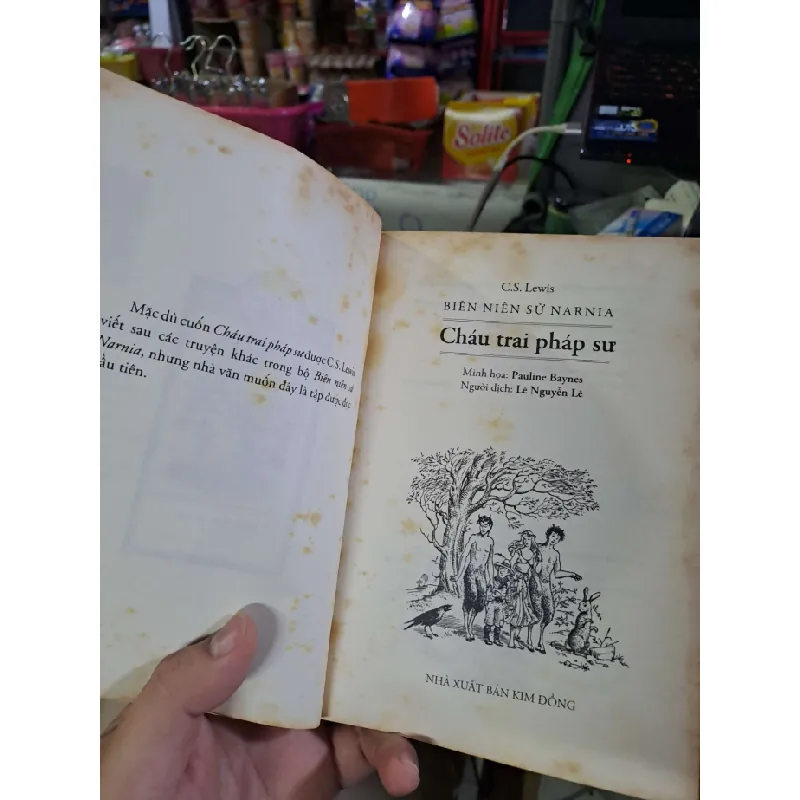 Solite
Mặc dù cuốn Cháu trai pháp sư được C.S. Lewis
viết sau các truyện khác trong bộ Biên niên sử
Narnia, nhưng nhà văn muốn đây là tập được đọc
đầu tiên.
C.S. Lewis
BIÊN NIÊN SỬ NARNIA
Cháu trai pháp sư
Minh họa: Pauline Baynes
Người dịch: Lê Nguyễn Lê
NHÀ XUẤT BẢN KIM ĐỒNG